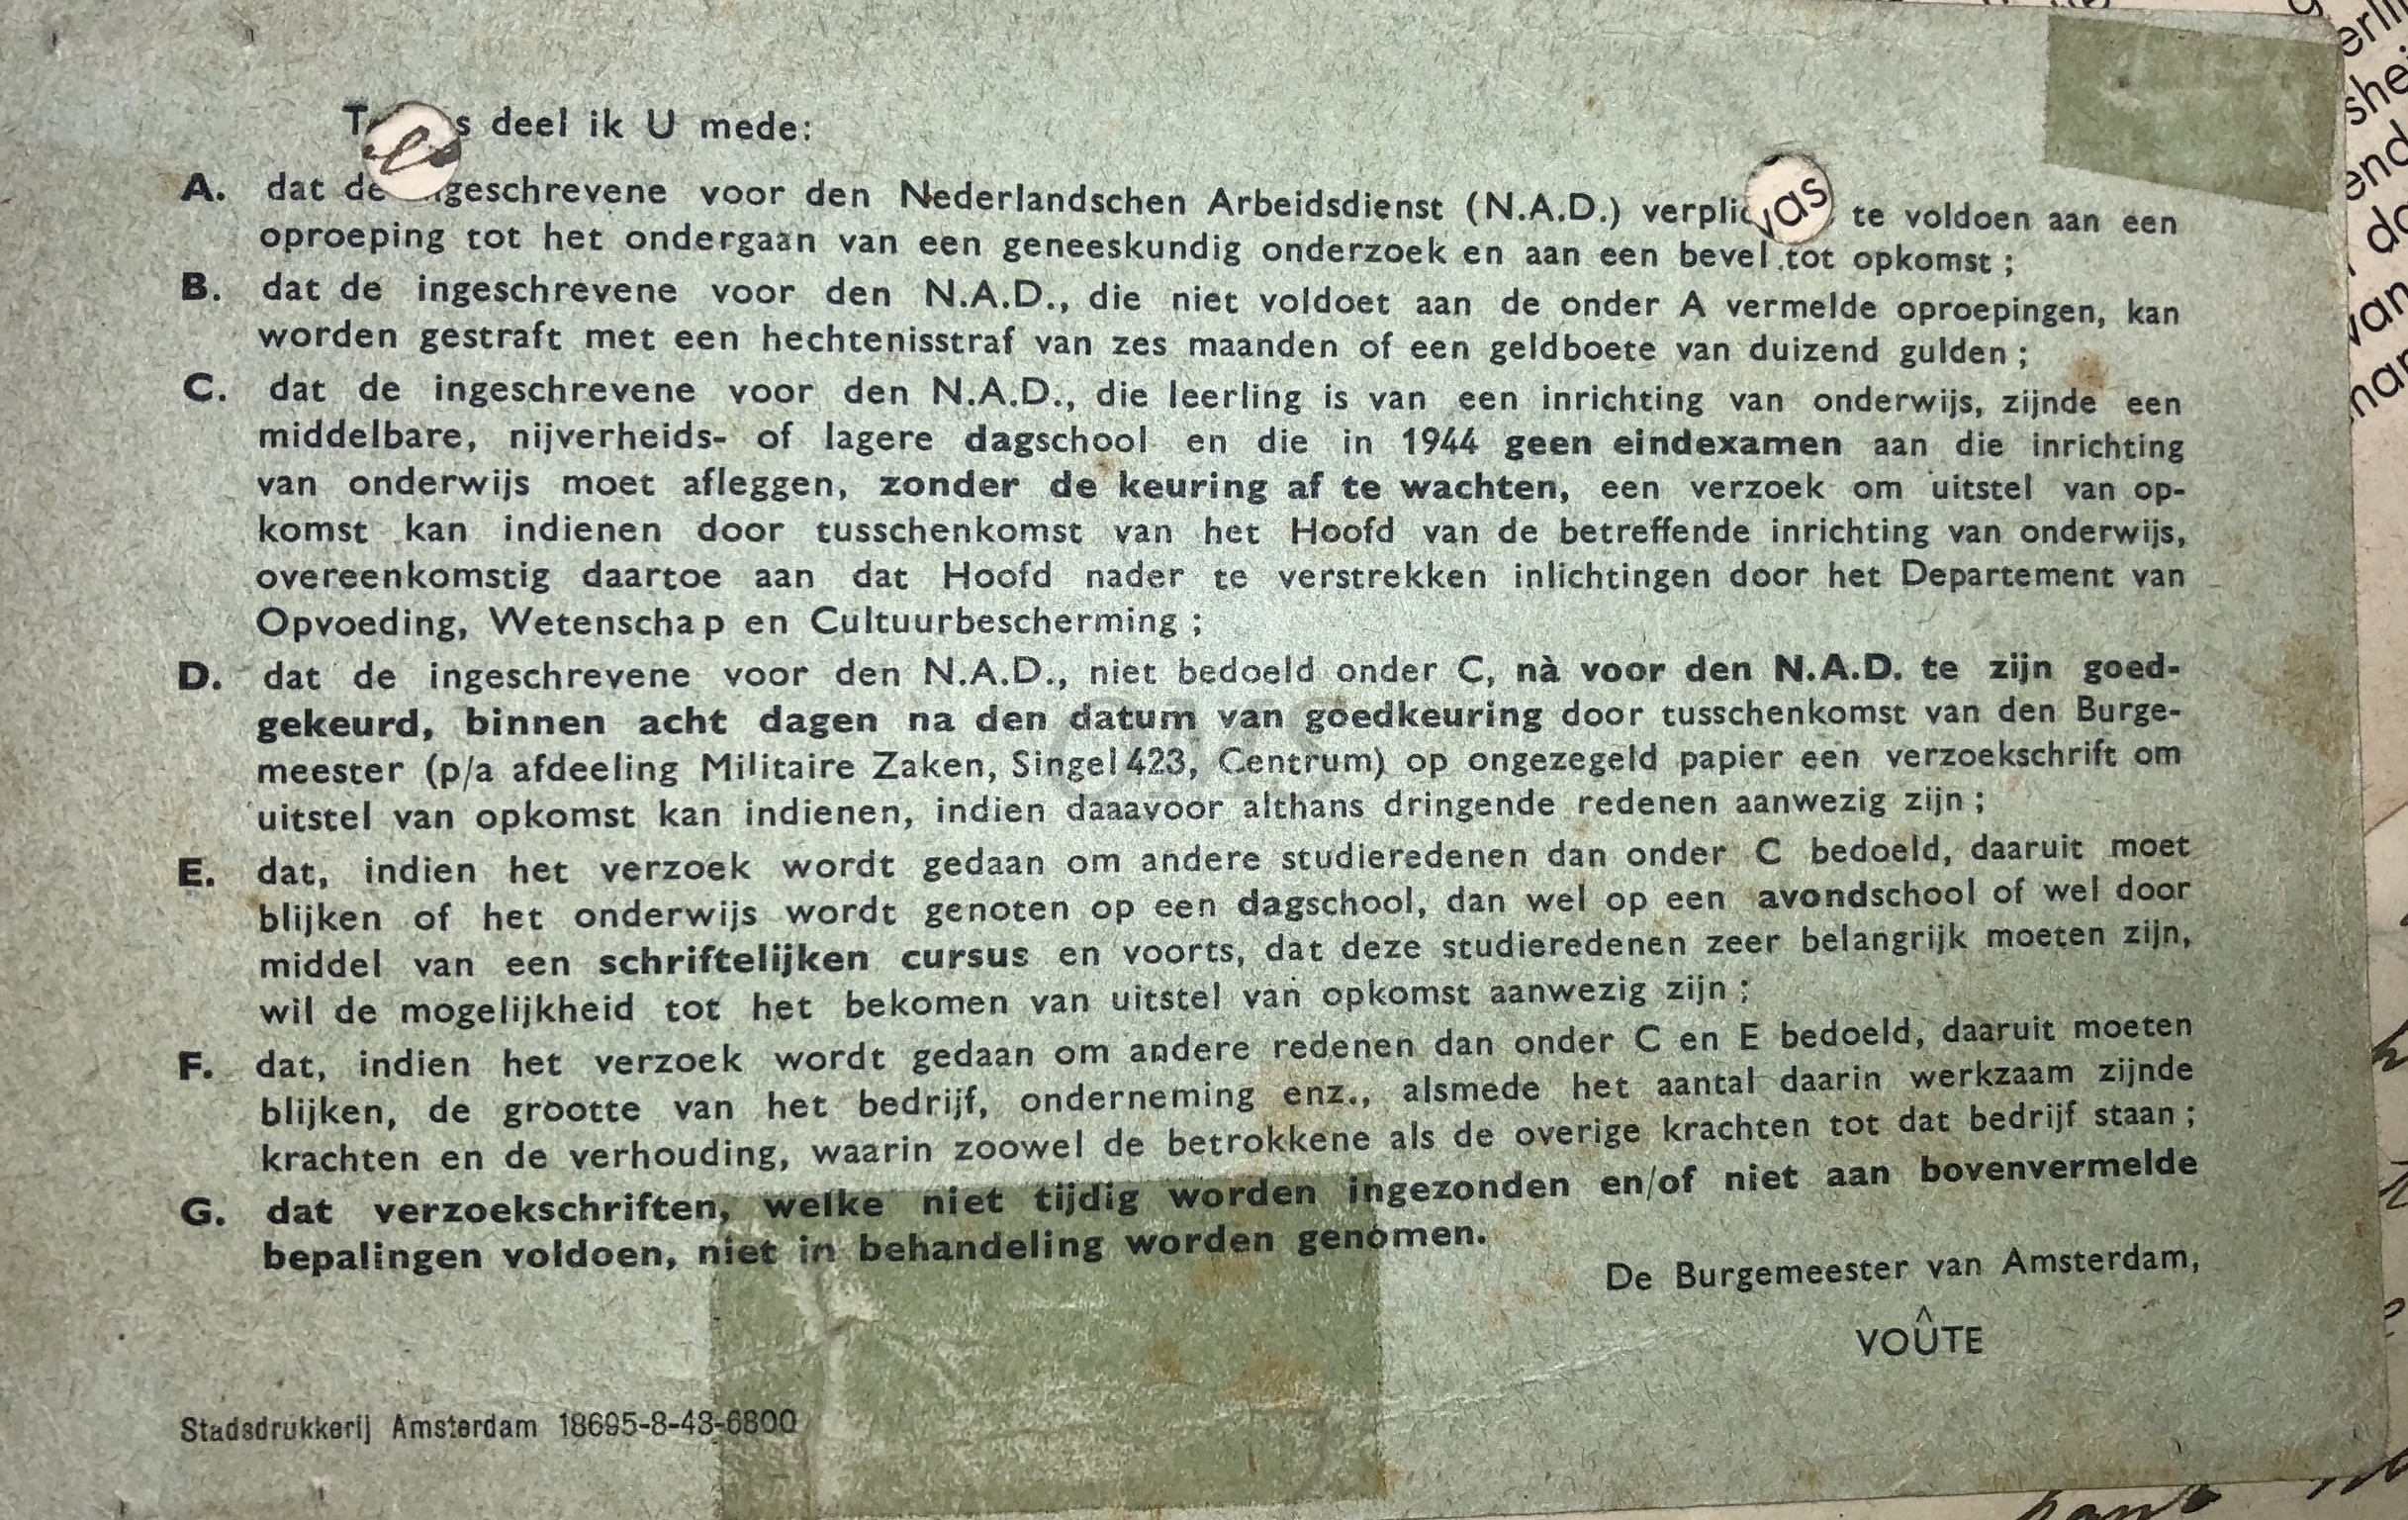 deel ik U mede:
A. dat de geschrevene voor den Nederlandschen Arbeidsdienst (N.A.D.) te voldoen aan een
oproeping tot het ondergaan van een geneeskundig onderzoek en aan een bevel tot opkomst ;
B. dat de ingeschrevene voor den N.A.D., die niet voldoet aan de onder A vermelde oproepingen, kan
worden gestraft met een hechtenisstraf van zes maanden of een geldboete van duizend gulden ;
C. dat de ingeschrevene voor den N.A.D., die leerling is van een inrichting van onderwijs, zijnde een
middelbare, nijverheids- of lagere dagschool en die in 1944 geen eindexamen aan die inrichting
van onderwijs moet afleggen, zonder de keuring af te wachten, een verzoek om uitstel van op-
komst kan indienen door tusschenkomst van het Hoofd van de betreffende inrichting van onderwijs,
overeenkomstig daartoe aan dat Hoofd nader te verstrekken inlichtingen door het Departement van
Opvoeding, Wetenschap en Cultuurbescherming ;
D. dat de ingeschrevene voor den N.A.D., niet bedoeld onder C, nà voor den N.A.D. te zijn goed-
gekeurd, binnen acht dagen na den datum van goedkeuring door tusschenkomst van den Burge-
meester (p/a afdeeling Militaire Zaken, Singel 423, Centrum) op ongezegeld papier een verzoekschrift om
uitstel van opkomst kan indienen, indien daaavoor althans dringende redenen aanwezig zijn ;
E. dat, indien het verzoek wordt gedaan om andere studieredenen dan onder C bedoeld, daaruit moet
blijken of het onderwijs wordt genoten op een dagschool, dan wel op een avondschool of wel door
middel van een schriftelijken cursus en voorts, dat deze studieredenen zeer belangrijk moeten zijn,
wil de mogelijkheid tot het bekomen van uitstel van opkomst aanwezig zijn ;
F. dat, indien het verzoek wordt gedaan om andere redenen dan onder C en E bedoeld, daaruit moeten
blijken, de grootte van het bedrijf, onderneming enz., alsmede het aantal daarin werkzaam zijnde
krachten en de verhouding, waarin zoowel de betrokkene als de overige krachten tot dat bedrijf staan ;
G. dat verzoekschriften, welke niet tijdig worden ingezonden en/of niet aan bovenvermelde
bepalingen voldoen, niet in behandeling worden genomen.
De Burgemeester van Amsterdam,
VOÛTE
Stadsdrukkerij Amsterdam 18695-8-43-6800